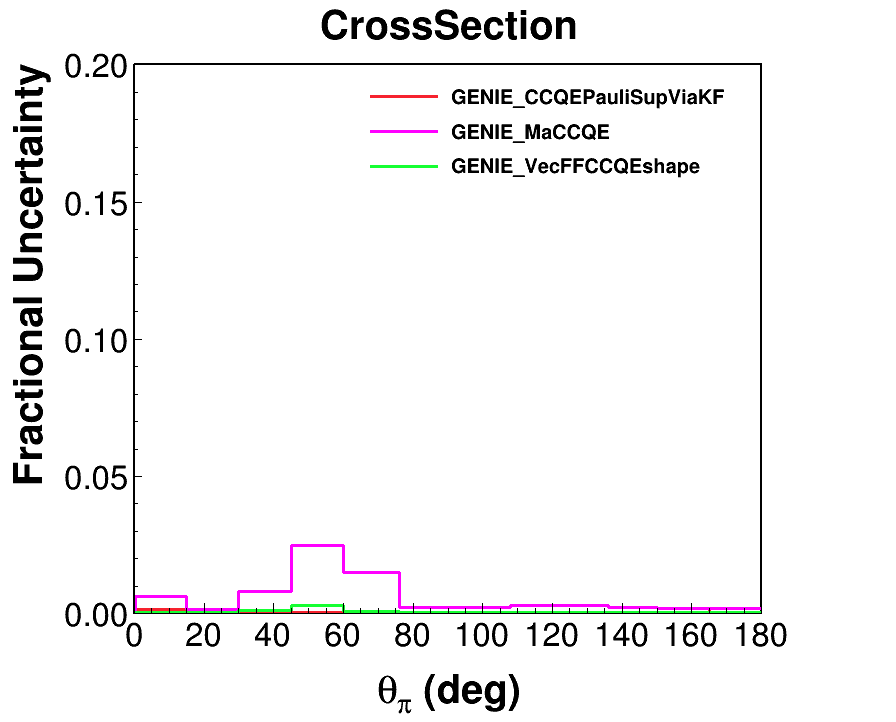 CrossSection
Fractional Uncertainty
0.20
0.15
0.10
0.05
0.00
GENIE_CCQEPauliSupViaKF
GENIE_MaCCQE
GENIE_VecFFCCQEshape
0 20 40 60 80 100 120 140 160 180
θπ (deg)